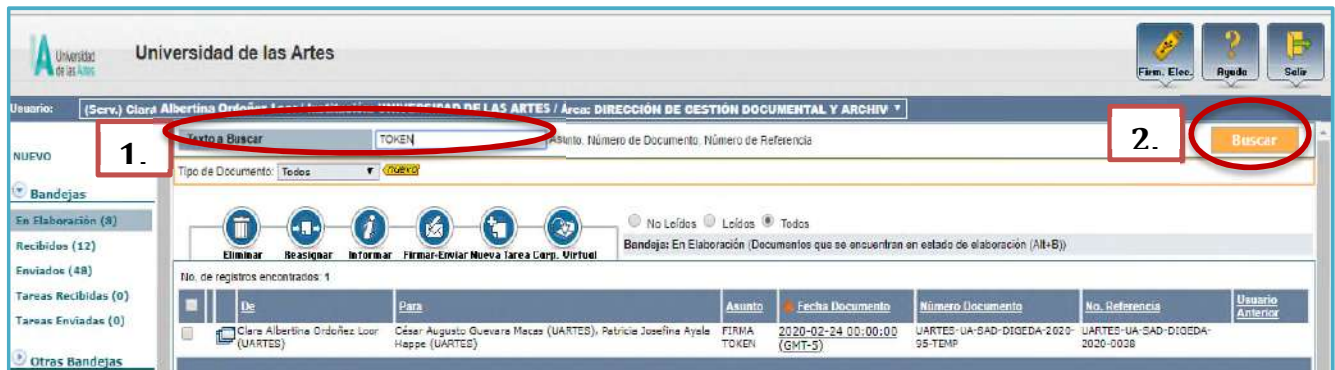 Universidad
de las Artes
Universidad de las Artes
Firm. Elec.
Ayuda
Salir
Usuario:
(Serv.) Clara Albertina Ordoñez Loor / Institución: UNIVERSIDAD DE LAS ARTES / Área: DIRECCIÓN DE GESTIÓN DOCUMENTAL Y ARCHIV
1.
Texto a Buscar
TOKEN
Asunto, Número de Documento, Número de Referencia
2.
Buscar
NUEVO
Tipo de Documento: Todos
nuevo
Bandejas
En Elaboración (8)
Recibidos (12)
Enviados (48)
Tareas Recibidas (0)
Tareas Enviadas (0)
Otras Bandejas
Eliminar Reasignar Informar Firmar-Enviar Nueva Tarea Carp. Virtual
No Leídos Leídos Todos
Bandeja: En Elaboración (Documentos que se encuentran en estado de elaboración (Alt+B))
No. de registros encontrados: 1
De Para Asunto Fecha Documento Número Documento No. Referencia Usuario
Anterior
Clara Albertina Ordoñez Loor César Augusto Guevara Macas (UARTES), Patricia Josefina Ayala FIRMA 2020-02-24 00:00:00 UARTES-UA-SAD-DIGEDA-2020- UARTES-UA-SAD-DIGEDA-
(UARTES) Happe (UARTES) TOKEN (GMT-5) 95-TEMP 2020-0038